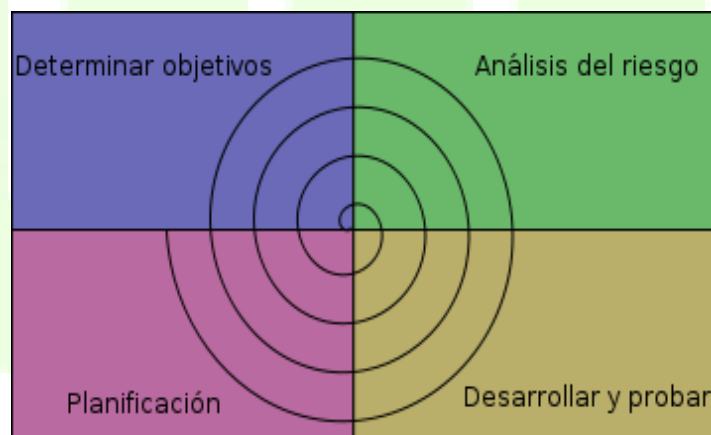 Determinar objetivos
Análisis del riesgo
Planificación
Desarrollar y probar